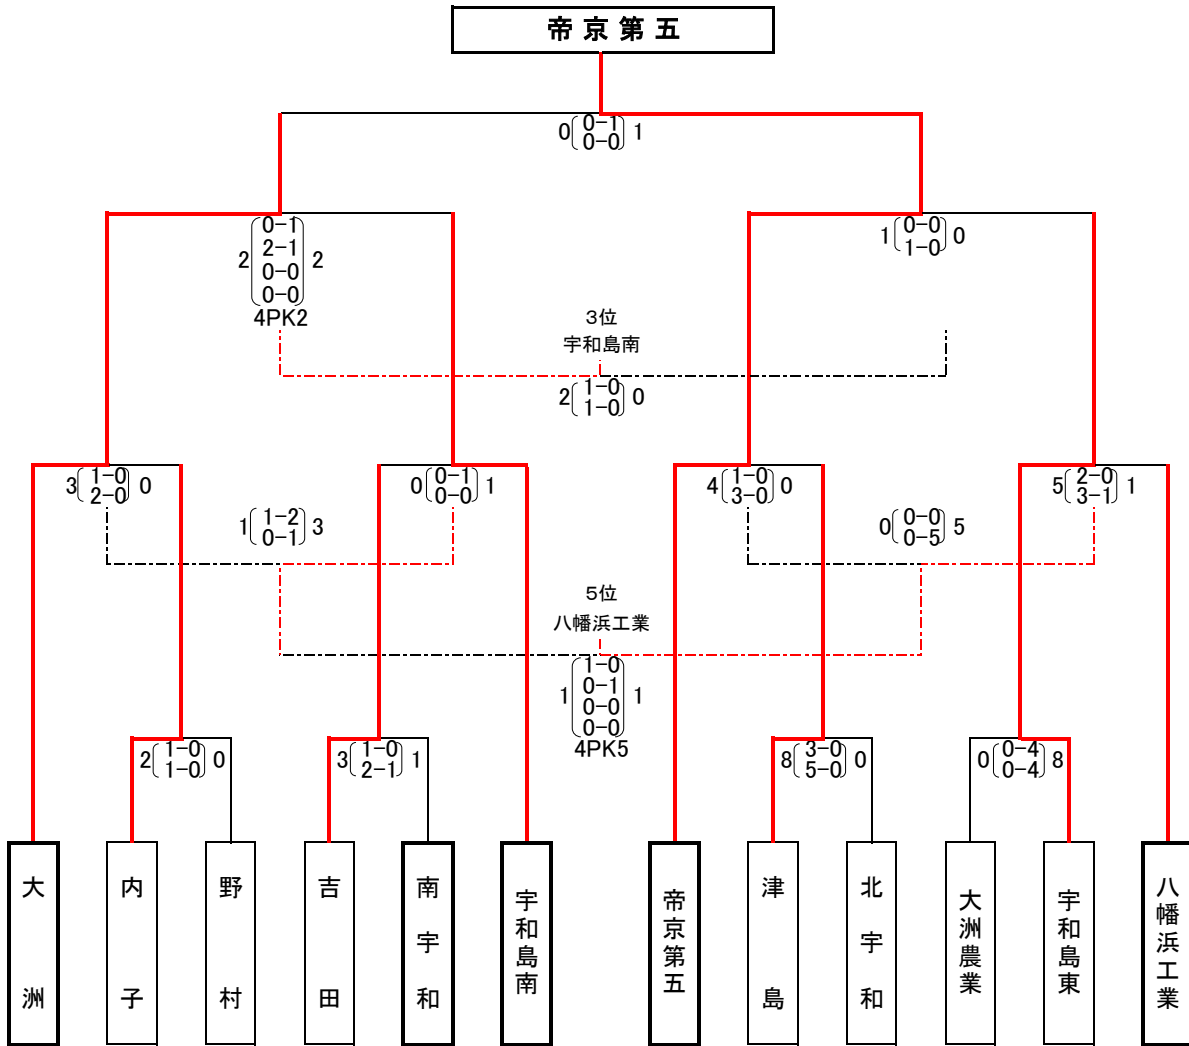 帝京第五
0 0-1 1
0-0
0-1
2 2-1 2
0-0
0-0
4PK2
1 0-0 0
1-0
3位
宇和島南
2 1-0 0
1-0
3 1-0 0
2-0
0 0-1 1
0-0
4 1-0 0
3-0
5 2-0 1
3-1
1 1-2 3
0-1
0 0-0 5
0-5
5位
八幡浜工業
1-0
1 0-1 1
0-0
0-0
4PK5
2 1-0 0
1-0
3 1-0 1
2-1
8 3-0 0
5-0
0 0-4 8
0-4
大洲
内子
野村
吉田
南宇和
宇和島南
帝京第五
津島
北宇和
大洲農業
宇和島東
八幡浜工業